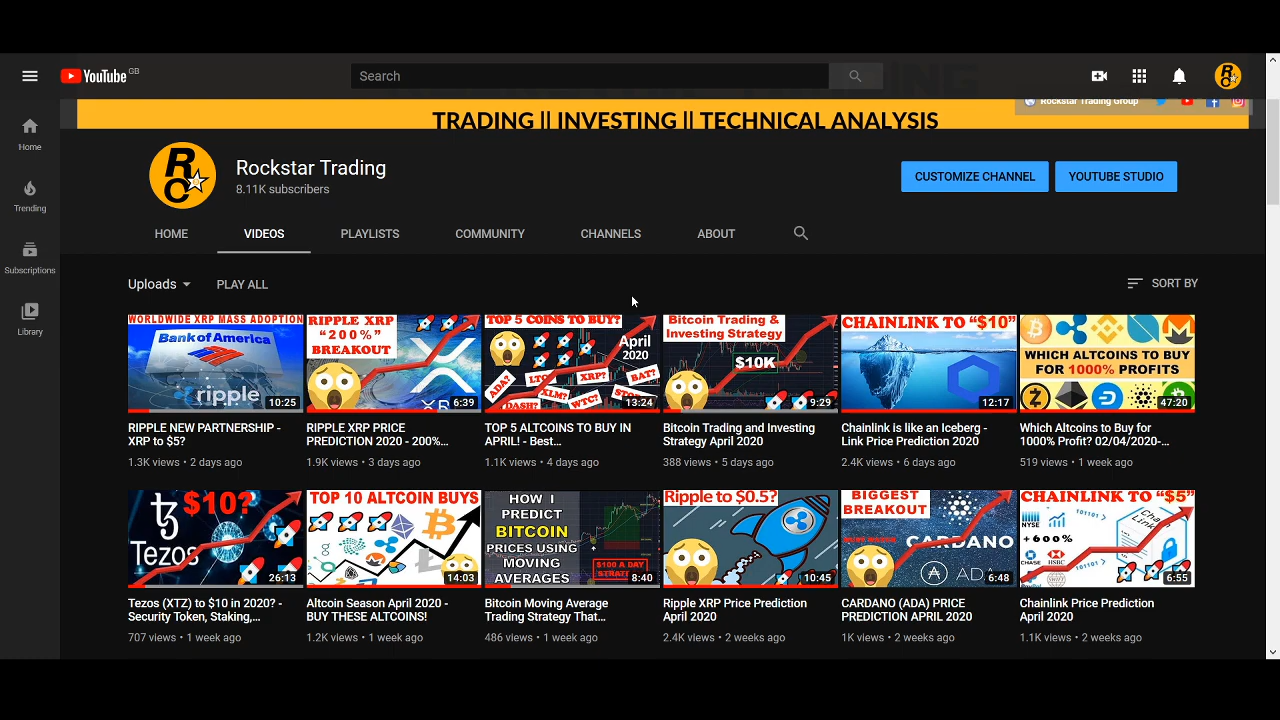 YouTube GB
Search
TRADING || INVESTING || TECHNICAL ANALYSIS
Rockstar Trading Group
Home
Trending
Subscriptions
Library
Rockstar Trading
8.11K subscribers
CUSTOMIZE CHANNEL
YOUTUBE STUDIO
HOME
VIDEOS
PLAYLISTS
COMMUNITY
CHANNELS
ABOUT
Uploads
PLAY ALL
SORT BY
WORLDWIDE XRP MASS ADOPTION
Bank of America
ripple
10:25
RIPPLE NEW PARTNERSHIP -
XRP to $5?
1.3K views • 2 days ago
RIPPLE XRP
"200%"
BREAKOUT
6:39
RIPPLE XRP PRICE
PREDICTION 2020 - 200%...
1.9K views • 3 days ago
TOP 5 COINS TO BUY?
April
2020
ADA?
LTC
XRP?
BAT?
DASH?
XLM?
WTC?
13:24
TOP 5 ALTCOINS TO BUY IN
APRIL! - Best...
1.1K views • 4 days ago
Bitcoin Trading &
Investing Strategy
$10K
9:29
Bitcoin Trading and Investing
Strategy April 2020
388 views • 5 days ago
CHAINLINK TO "$10"
12:17
Chainlink is like an Iceberg -
Link Price Prediction 2020
2.4K views • 6 days ago
WHICH ALTCOINS TO BUY
FOR 1000% PROFITS
47:20
Which Altcoins to Buy for
1000% Profit? 02/04/2020-...
519 views • 1 week ago
$10?
Tezos
26:13
Tezos (XTZ) to $10 in 2020? -
Security Token, Staking,...
707 views • 1 week ago
TOP 10 ALTCOIN BUYS
14:03
Altcoin Season April 2020 -
BUY THESE ALTCOINS!
1.2K views • 1 week ago
HOW I
PREDICT
BITCOIN
PRICES USING
MOVING
AVERAGES
$100 A DAY
8:40
Bitcoin Moving Average
Trading Strategy That...
486 views • 1 week ago
Ripple to $0.5?
10:45
Ripple XRP Price Prediction
April 2020
2.4K views • 2 weeks ago
BIGGEST
BREAKOUT
CARDANO
ADA
6:48
CARDANO (ADA) PRICE
PREDICTION APRIL 2020
1K views • 2 weeks ago
CHAINLINK TO "$5"
NYSE
+600%
CHASE
HSBC
6:55
Chainlink Price Prediction
April 2020
1.1K views • 2 weeks ago